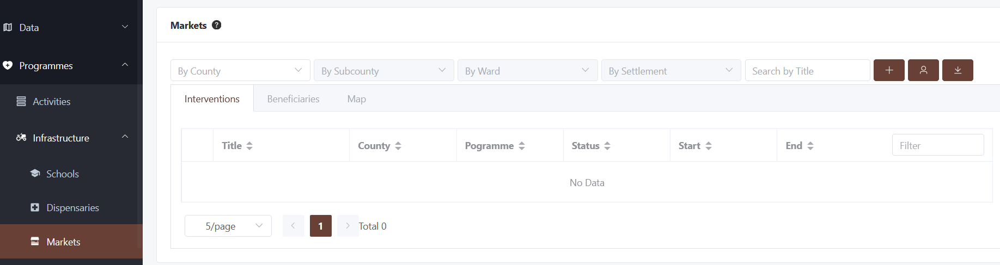 Data
Programmes
Activities
Infrastructure
Schools
Dispensaries
Markets
Markets ?
By County By Subcounty By Ward By Settlement Search by Title
Interventions Beneficiaries Map
Title County Pogramme Status Start End Filter
No Data
5/page 1 Total 0